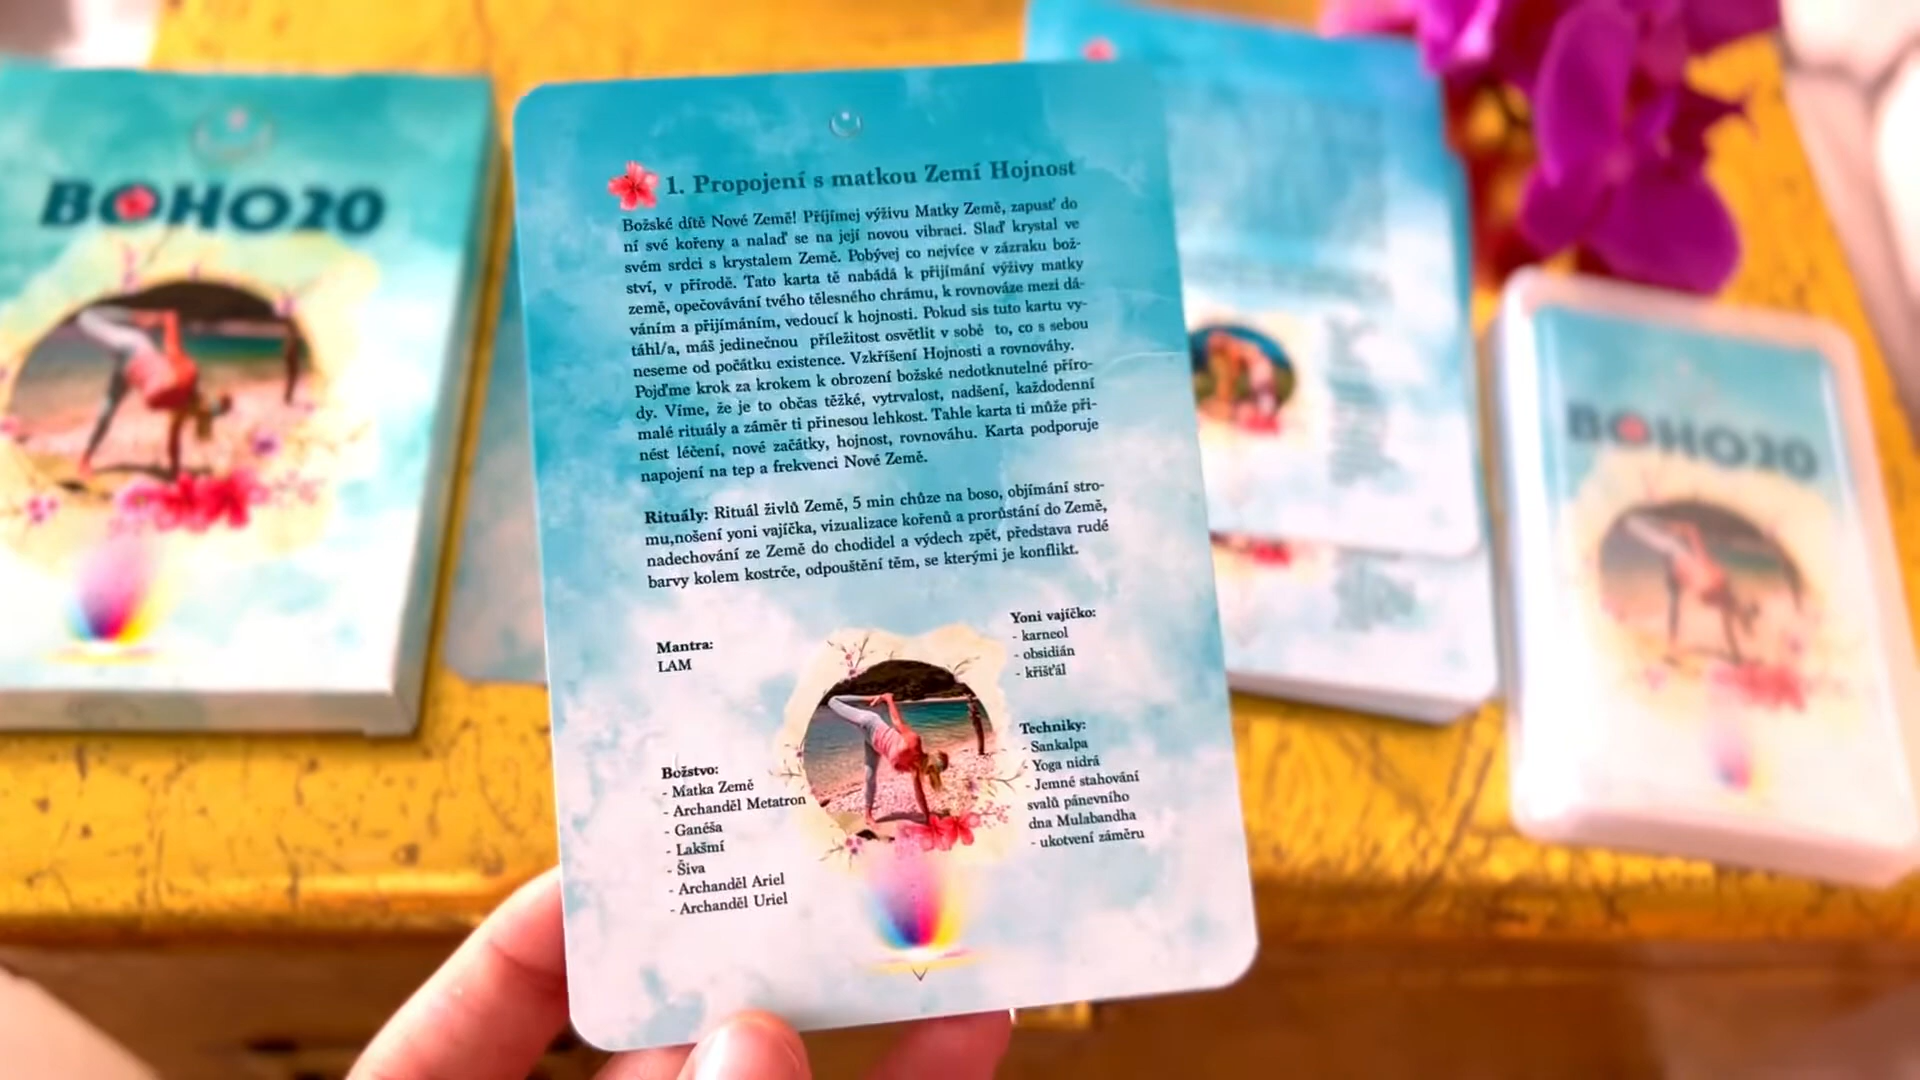 BOHO20
1. Propojení s matkou Zemí Hojnost
Božské dítě Nové Země! Příjímej výživu Matky Země, zapusť do
ní své kořeny a nalaď se na její novou vibraci. Slaď krystal ve
svém srdci s krystalem Země. Pobývej co nejvíce v zázraku bož-
ství, v přírodě. Tato karta tě nabádá k přijímání výživy matky
země, opečovávání tvého tělesného chrámu, k rovnováze mezi dá-
váním a přijímáním, vedoucí k hojnosti. Pokud sis tuto kartu vy-
táhl/a, máš jedinečnou příležitost osvětlit v sobě to, co s sebou
neseme od počátku existence. Vzkříšení Hojnosti a rovnováhy.
Pojďme krok za krokem k obrození božské nedotknutelné příro-
dy. Víme, že je to občas těžké, vytrvalost, nadšení, každodenní
malé rituály a záměr ti přinesou lehkost. Tahle karta ti může při-
nést léčení, nové začátky, hojnost, rovnováhu. Karta podporuje
napojení na tep a frekvenci Nové Země.
Rituály: Rituál živlů Země, 5 min chůze na boso, objímání stro-
mu,nošení yoni vajíčka, vizualizace kořenů a prorůstání do Země,
nadechování ze Země do chodidel a výdech zpět, představa rudé
barvy kolem kostrče, odpouštění těm, se kterými je konflikt.
Mantra:
LAM
Božstvo:
- Matka Země
- Archanděl Metatron
- Ganéša
- Lakšmí
- Šiva
- Archanděl Ariel
- Archanděl Uriel
Yoni vajíčko:
- karneol
- obsidián
- křišťál
Techniky:
- Sankalpa
- Yoga nidrá
- Jemné stahování
svalů pánevního
dna Mulabandha
- ukotvení záměru
BOHO20